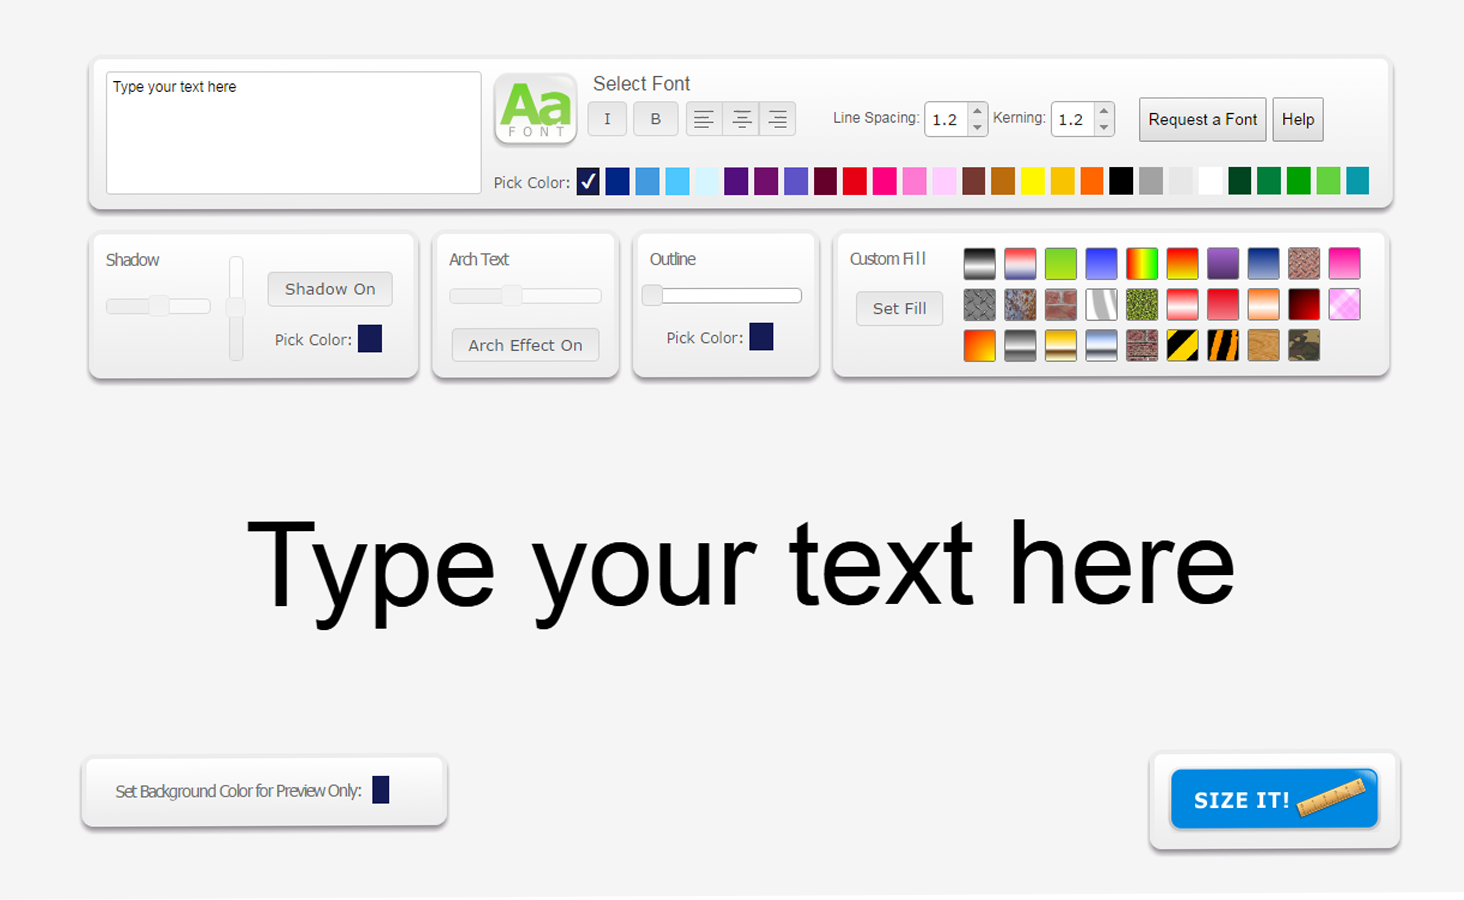 Type your text here
Aa
FONT
Select Font
I B
Line Spacing: 1.2 Kerning: 1.2 Request a Font Help
Pick Color:
Shadow
Shadow On
Pick Color:
Arch Text
Arch Effect On
Outline
Pick Color:
Custom Fill
Set Fill
Type your text here
Set Background Color for Preview Only:
SIZE IT!